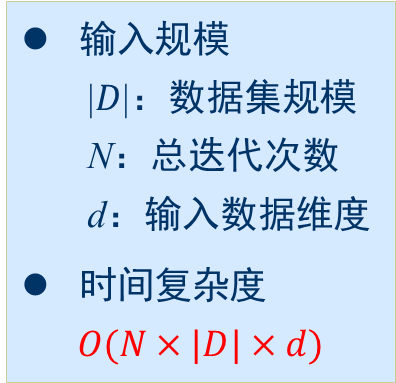 ● 输入规模
|D|：数据集规模
N：总迭代次数
d：输入数据维度
● 时间复杂度
O(N × |D| × d)